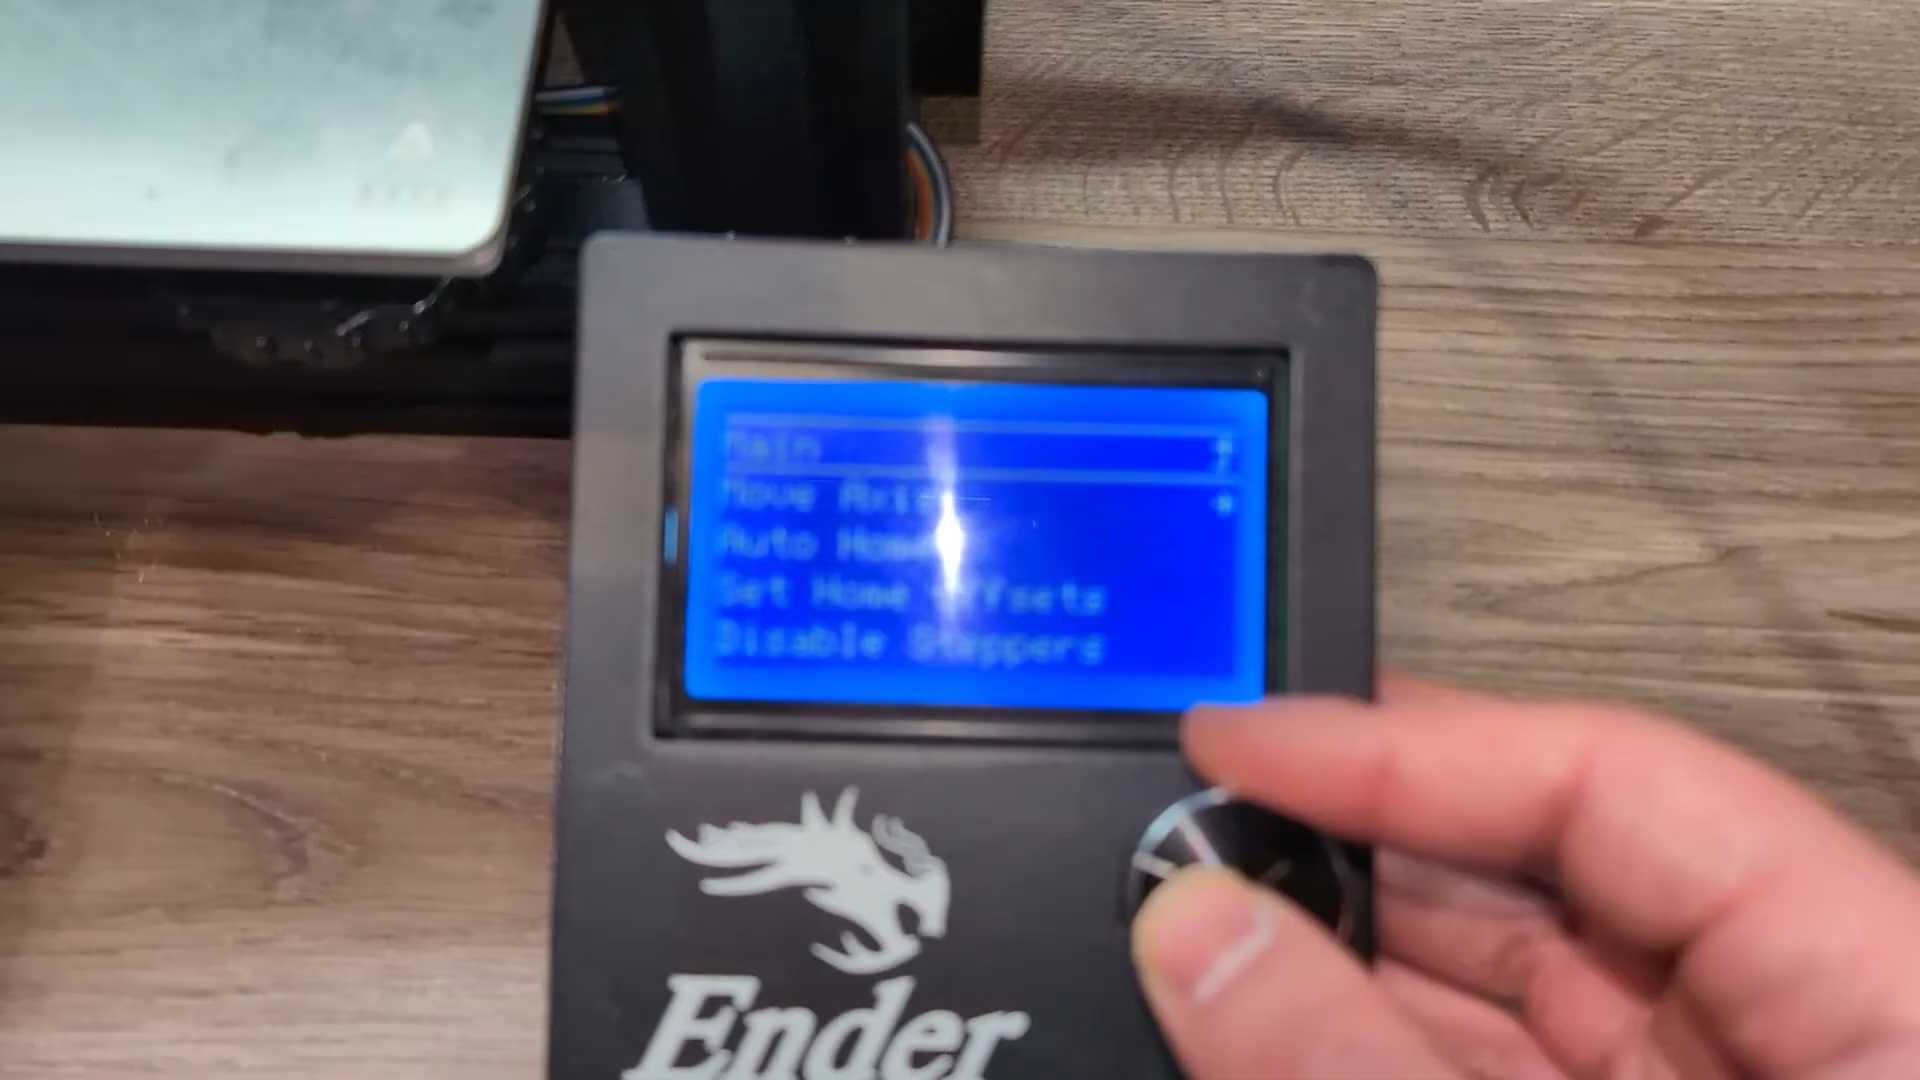 Main
Move Axis
Auto Home
Set Home Offsets
Disable Steppers
Ender